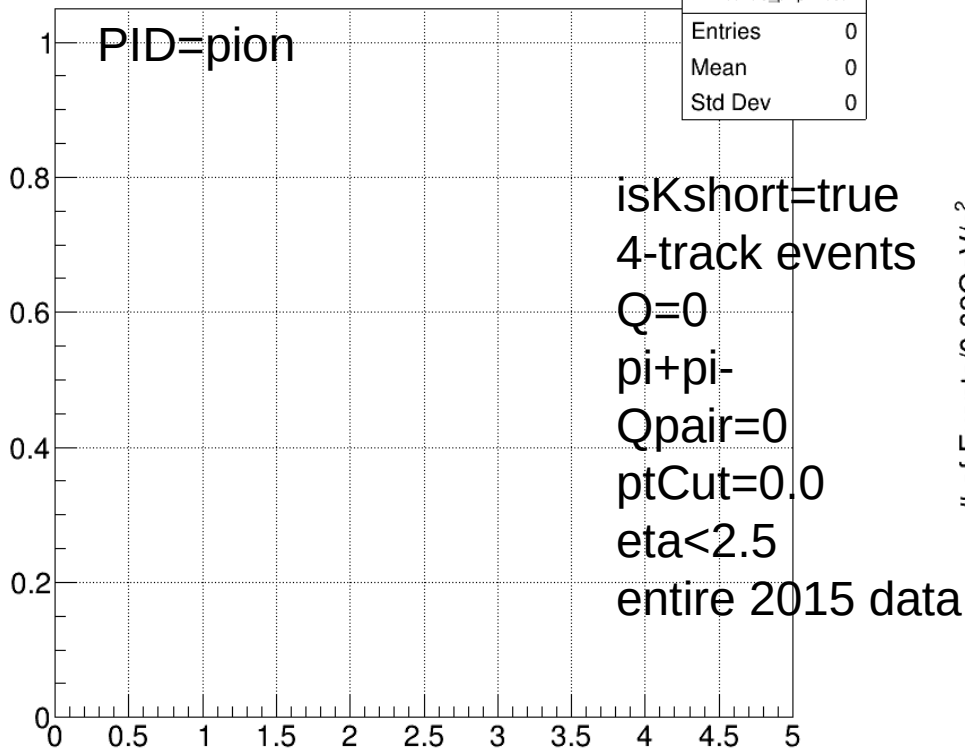 PID=pion
Entries 0
Mean 0
Std Dev 0
isKshort=true
4-track events
Q=0
pi+pi-
Qpair=0
ptCut=0.0
eta<2.5
entire 2015 data
1
0.8
0.6
0.4
0.2
0
0 0.5 1 1.5 2 2.5 3 3.5 4 4.5 5